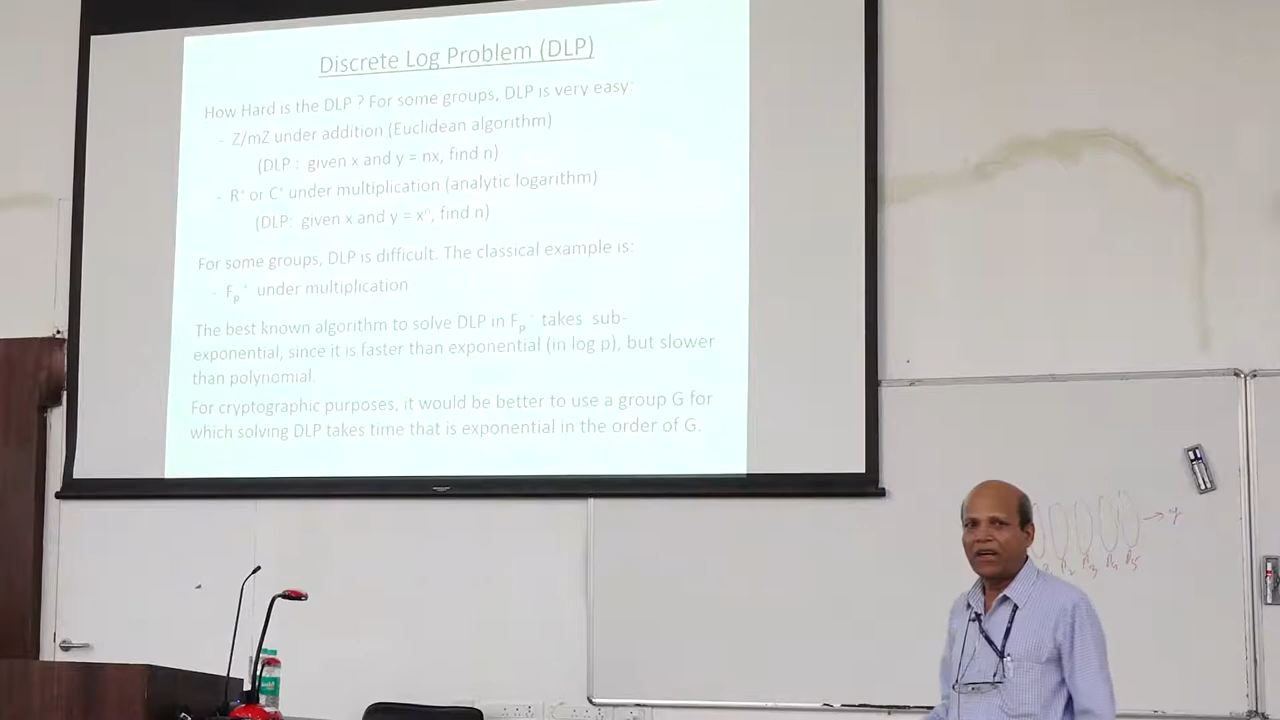 Discrete Log Problem (DLP)
How Hard is the DLP ? For some groups, DLP is very easy:
- Z/mZ under addition (Euclidean algorithm)
(DLP : given x and y = nx, find n)
- R* or C* under multiplication (analytic logarithm)
(DLP: given x and y = xⁿ, find n)
For some groups, DLP is difficult. The classical example is:
- Fₚ* under multiplication
The best known algorithm to solve DLP in Fₚ* takes sub-
exponential, since it is faster than exponential (in log p), but slower
than polynomial.
For cryptographic purposes, it would be better to use a group G for
which solving DLP takes time that is exponential in the order of G.